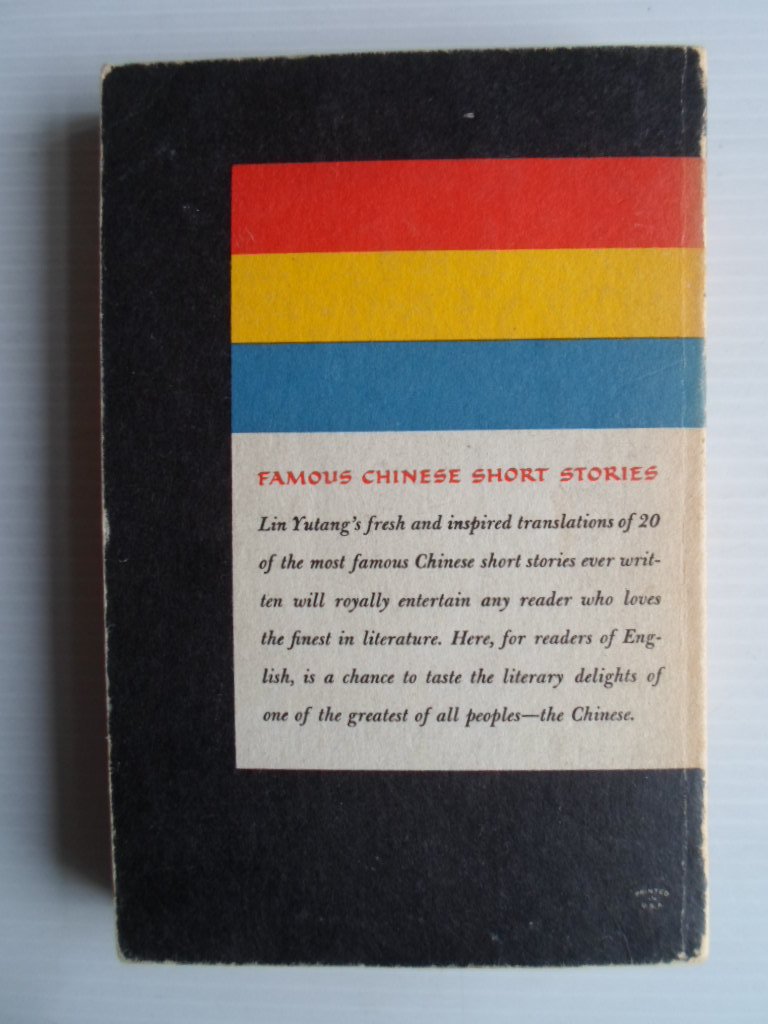 FAMOUS CHINESE SHORT STORIES
Lin Yutang's fresh and inspired translations of 20
of the most famous Chinese short stories ever writ-
ten will royally entertain any reader who loves
the finest in literature. Here, for readers of Eng-
lish, is a chance to taste the literary delights of
one of the greatest of all peoples—the Chinese.
PRINTED
IN
U.S.A.